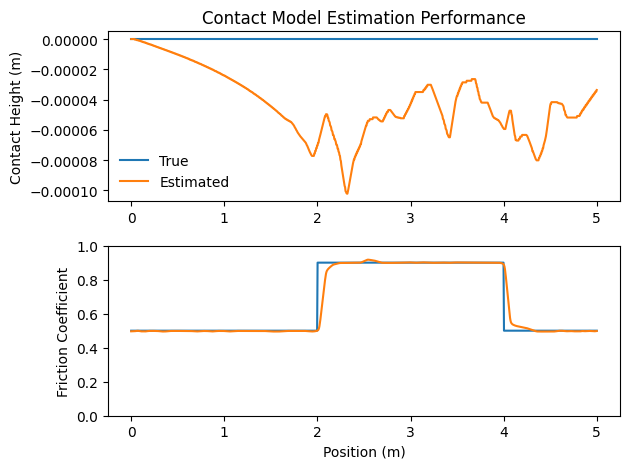 Contact Model Estimation Performance
Contact Height (m)
0.00000
−0.00002
−0.00004
−0.00006
−0.00008
−0.00010
True
Estimated
0 1 2 3 4 5
Friction Coefficient
1.0
0.8
0.6
0.4
0.2
0.0
0 1 2 3 4 5
Position (m)